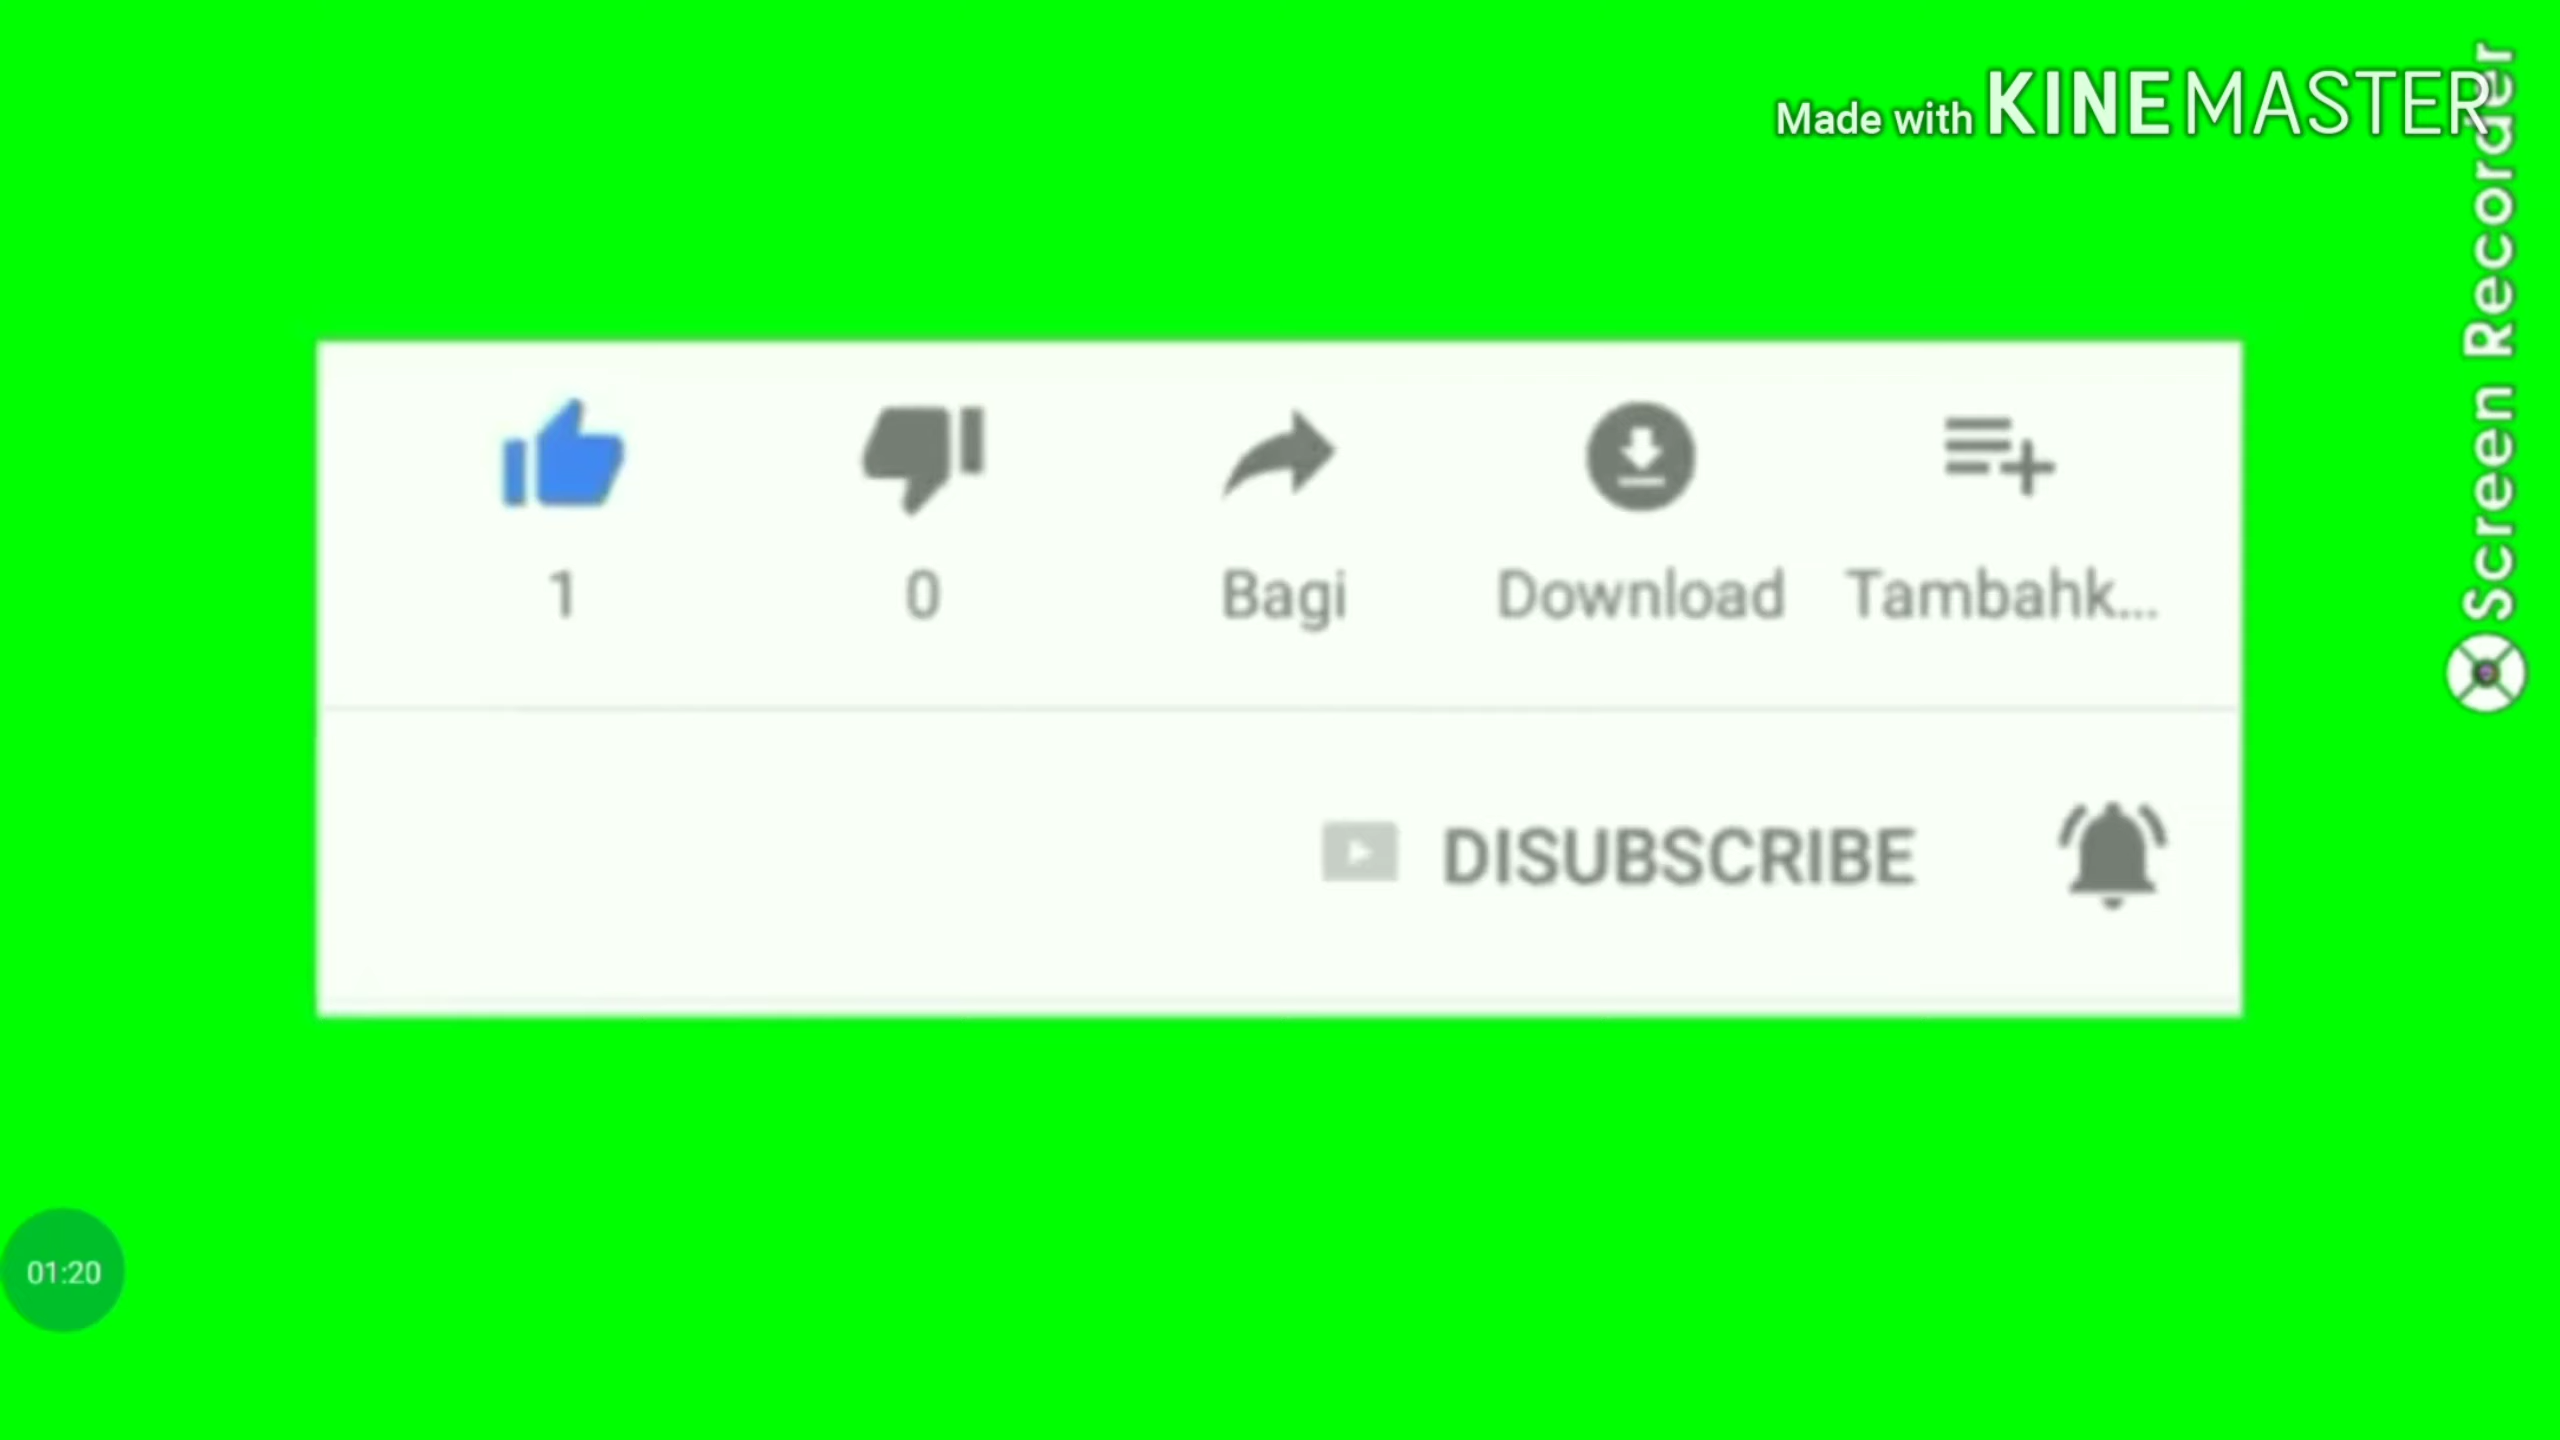 Made with KINEMASTER
Screen Recorder
1
0
Bagi
Download
Tambahk...
DISUBSCRIBE
01:20